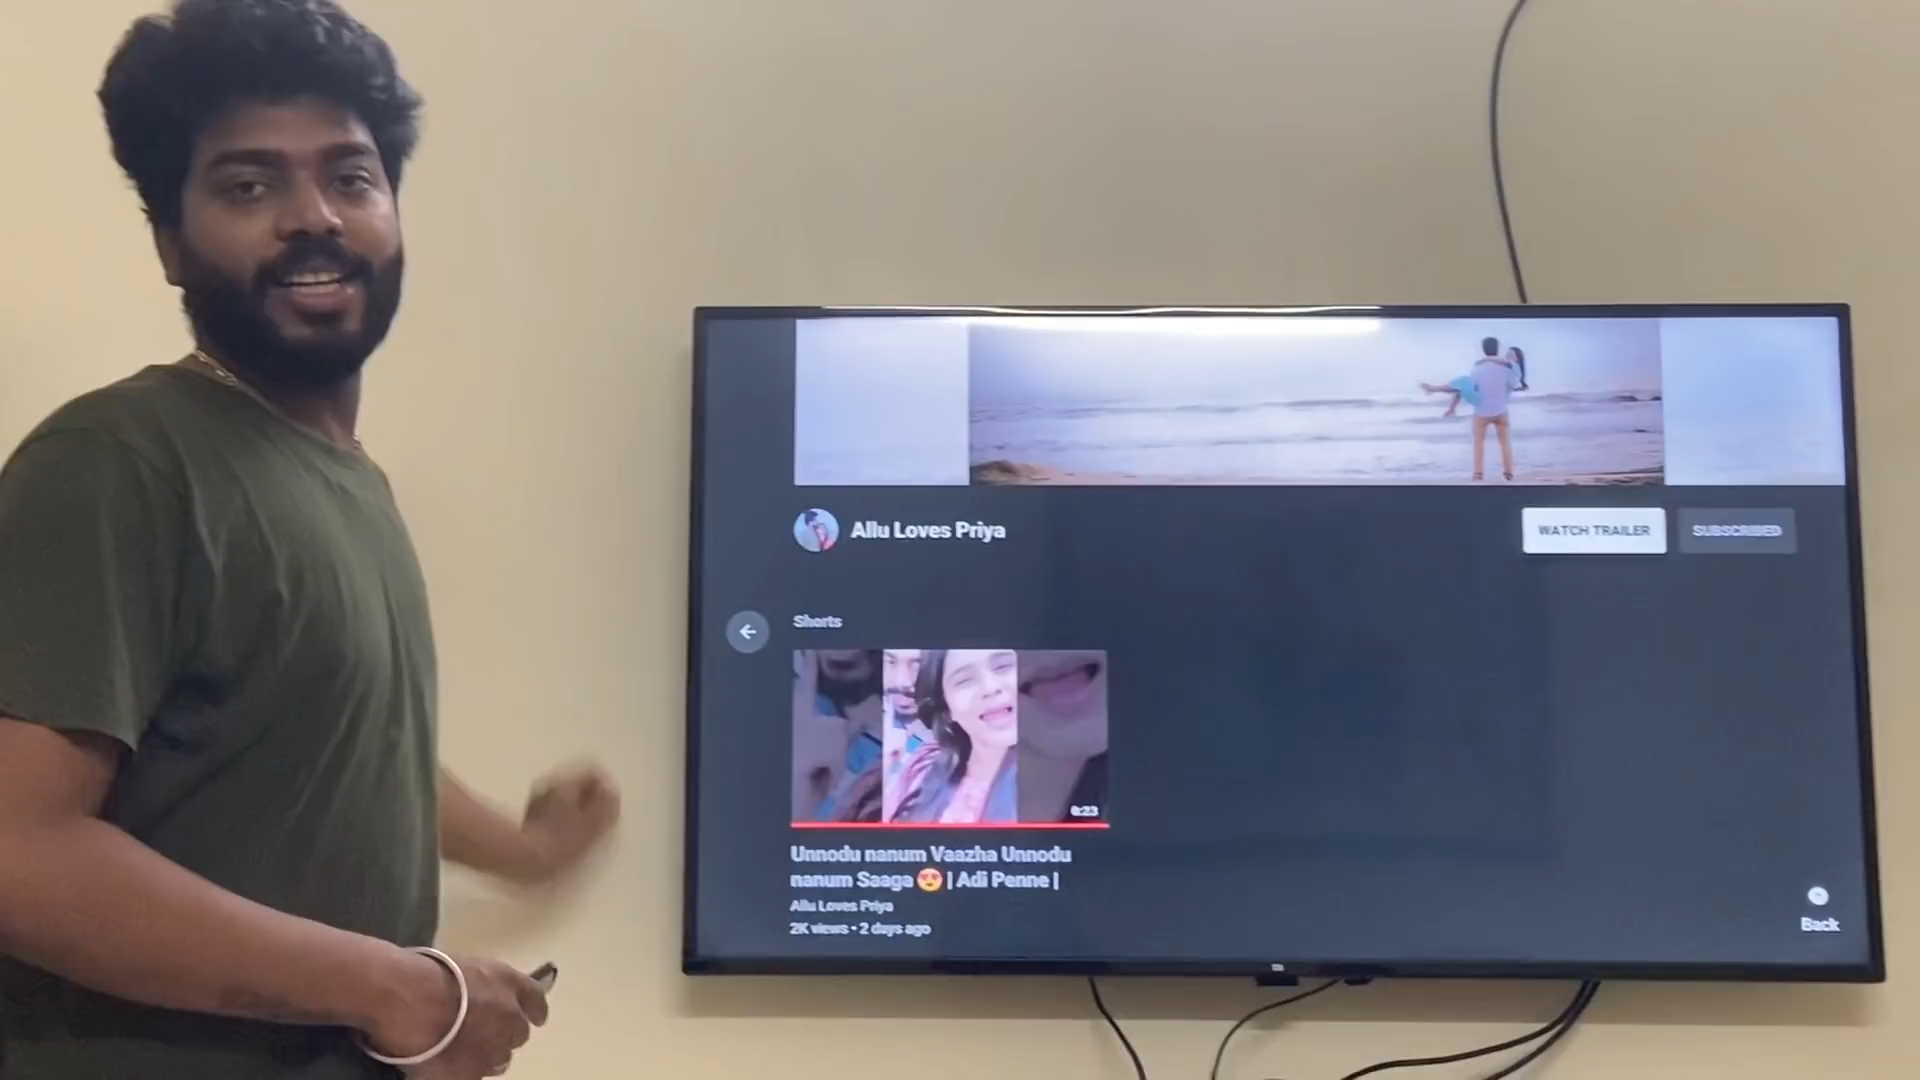 Allu Loves Priya
WATCH TRAILER
SUBSCRIBED
Shorts
0:23
Unnodu nanum Vaazha Unnodu
nanum Saaga 😍 | Adi Penne |
Allu Loves Priya
2K views • 2 days ago
Back